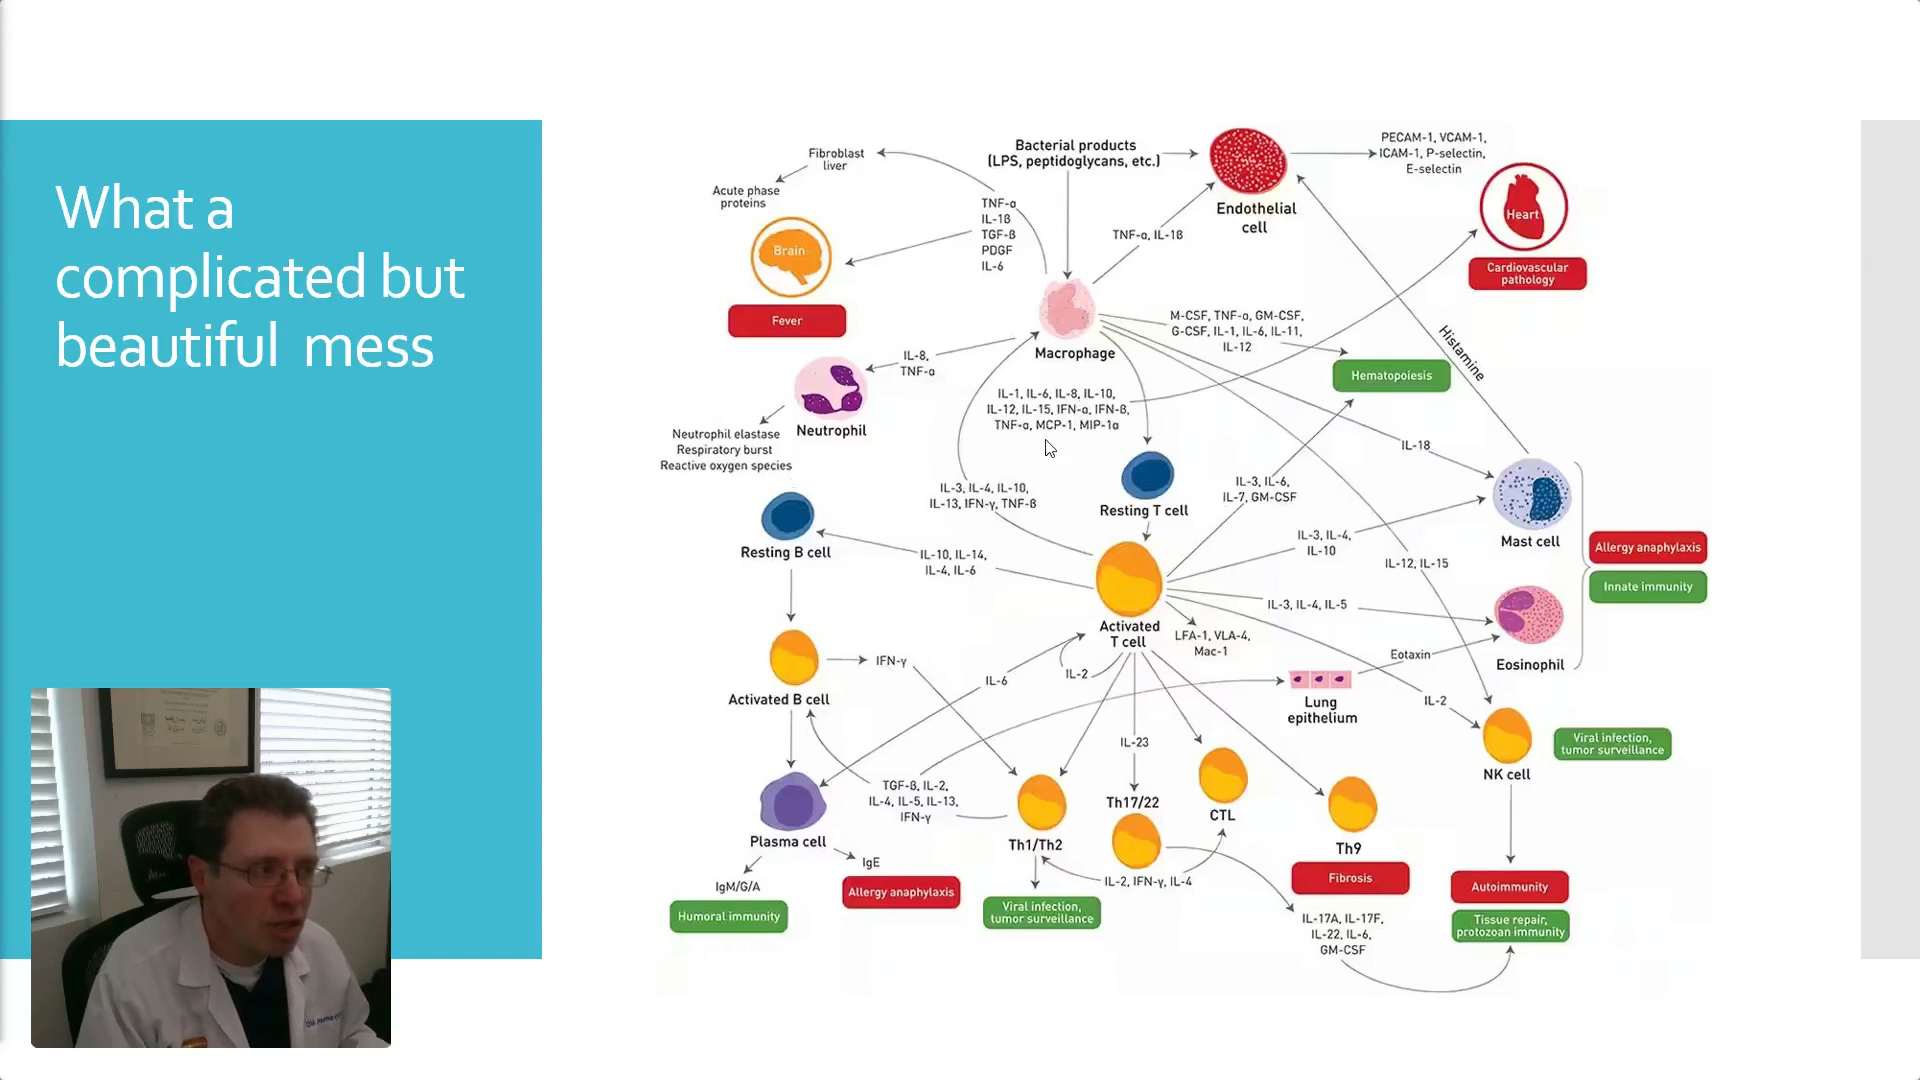 What a
complicated but
beautiful mess
Bacterial products
(LPS, peptidoglycans, etc.)
Fibroblast
liver
Acute phase
proteins
TNF-α
IL-1ß
TGF-ß
PDGF
IL-6
Brain
Fever
Endothelial
cell
PECAM-1, VCAM-1,
ICAM-1, P-selectin,
E-selectin
Heart
Cardiovascular
pathology
TNF-α, IL-1ß
Macrophage
M-CSF, TNF-α, GM-CSF,
G-CSF, IL-1, IL-6, IL-11,
IL-12
Hematopoiesis
Histamine
IL-8,
TNF-α
Neutrophil
Neutrophil elastase
Respiratory burst
Reactive oxygen species
IL-1, IL-6, IL-8, IL-10,
IL-12, IL-15, IFN-α, IFN-ß,
TNF-α, MCP-1, MIP-1α
IL-18
Resting T cell
IL-3, IL-4, IL-10,
IL-13, IFN-γ, TNF-ß
IL-3, IL-6,
IL-7, GM-CSF
Mast cell
Allergy anaphylaxis
Innate immunity
Resting B cell
IL-10, IL-14,
IL-4, IL-6
IL-3, IL-4,
IL-10
IL-12, IL-15
Activated
T cell
IL-3, IL-4, IL-5
LFA-1, VLA-4,
Mac-1
Eotaxin
Eosinophil
Activated B cell
IFN-γ
IL-6
IL-2
Lung
epithelium
IL-2
IL-23
NK cell
Viral infection,
tumor surveillance
Plasma cell
TGF-ß, IL-2,
IL-4, IL-5, IL-13,
IFN-γ
Th1/Th2
Th17/22
CTL
Th9
Fibrosis
IgM/G/A
IgE
Humoral immunity
Allergy anaphylaxis
Viral infection,
tumor surveillance
IL-2, IFN-γ, IL-4
IL-17A, IL-17F,
IL-22, IL-6,
GM-CSF
Autoimmunity
Tissue repair,
protozoan immunity